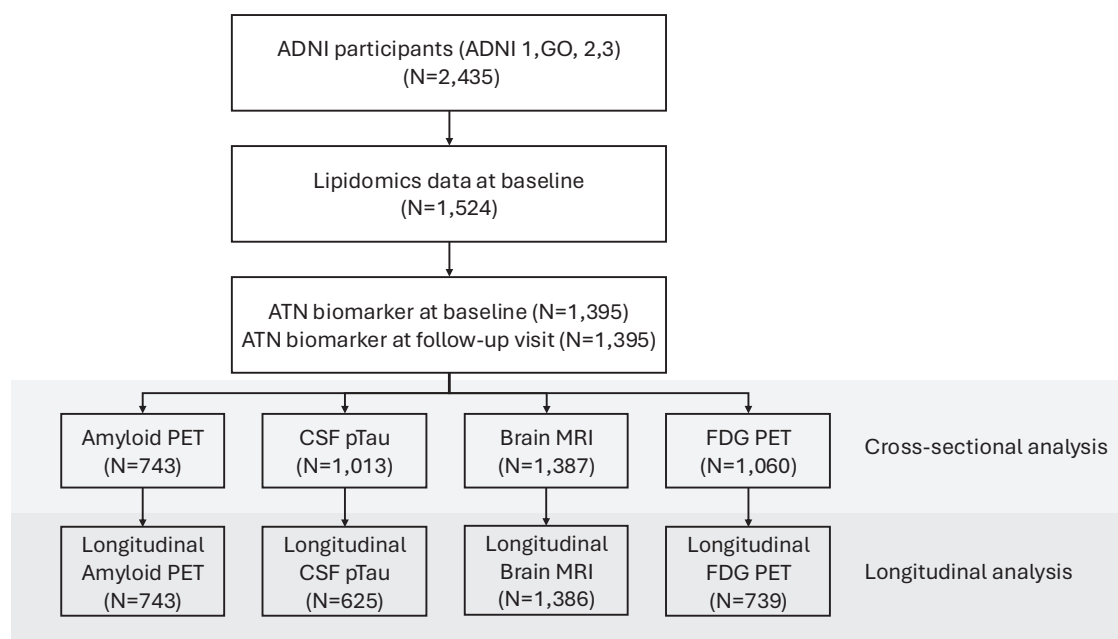 ADNI participants (ADNI 1,GO, 2,3)
(N=2,435)
Lipidomics data at baseline
(N=1,524)
ATN biomarker at baseline (N=1,395)
ATN biomarker at follow-up visit (N=1,395)
Amyloid PET
(N=743)
CSF pTau
(N=1,013)
Brain MRI
(N=1,387)
FDG PET
(N=1,060)
Cross-sectional analysis
Longitudinal
Amyloid PET
(N=743)
Longitudinal
CSF pTau
(N=625)
Longitudinal
Brain MRI
(N=1,386)
Longitudinal
FDG PET
(N=739)
Longitudinal analysis